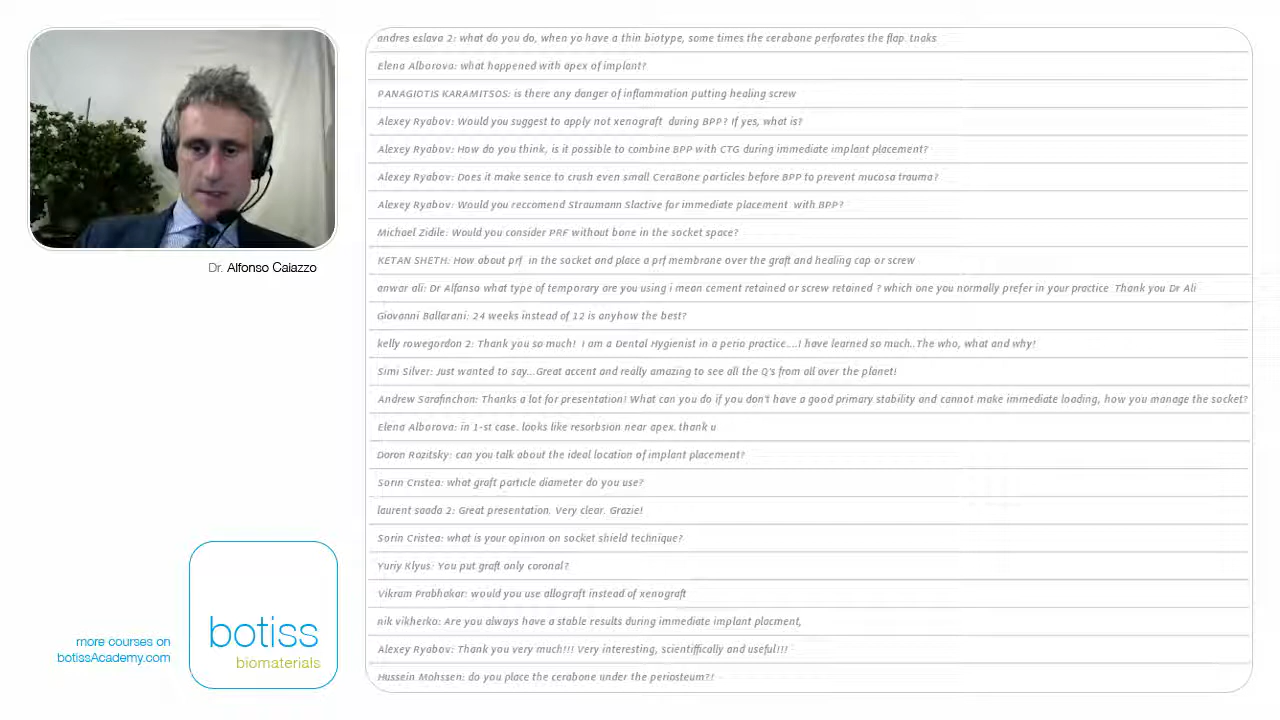 Dr. Alfonso Caiazzo
andres eslava 2: what do you do, when yo have a thin biotype, some times the cerabone perforates the flap. tnaks
Elena Alborova: what happened with apex of implant?
PANAGIOTIS KARAMITSOS: is there any danger of inflammation putting healing screw
Alexey Ryabov: Would you suggest to apply not xenograft during BPP? If yes, what is?
Alexey Ryabov: How do you think, is it possible to combine BPP with CTG during immediate implant placement?
Alexey Ryabov: Does it make sence to crush even small CeraBone particles before BPP to prevent mucosa trauma?
Alexey Ryabov: Would you reccomend Straumann Slactive for immediate placement with BPP?
Michael Zidile: Would you consider PRF without bone in the socket space?
KETAN SHETH: How about prf in the socket and place a prf membrane over the graft and healing cap or screw
anwar ali: Dr Alfanso what type of temporary are you using i mean cement retained or screw retained ? which one you normally prefer in your practice Thank you Dr Ali
Giovanni Ballarani: 24 weeks instead of 12 is anyhow the best?
kelly rowegordon 2: Thank you so much! I am a Dental Hygienist in a perio practice....I have learned so much..The who, what and why!
Simi Silver: Just wanted to say...Great accent and really amazing to see all the Q's from all over the planet!
Andrew Sarafinchan: Thanks a lot for presentation! What can you do if you don't have a good primary stability and cannot make immediate loading, how you manage the socket?
Elena Alborova: in 1-st case. looks like resorbsion near apex. thank u
Doron Rozitsky: can you talk about the ideal location of implant placement?
Sorin Cristea: what graft particle diameter do you use?
laurent saada 2: Great presentation. Very clear. Grazie!
Sorin Cristea: what is your opinion on socket shield technique?
Yuriy Klyus: You put graft only coronal?
Vikram Prabhakar: would you use allograft instead of xenograft
nik vikherko: Are you always have a stable results during immediate implant placment,
Alexey Ryabov: Thank you very much!!! Very interesting, scientiffically and useful!!!
Hussein Mohssen: do you place the cerabone under the periosteum?!
more courses on
botissAcademy.com
botiss
biomaterials